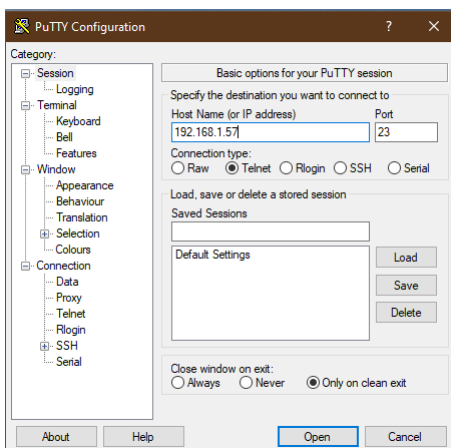 PuTTY Configuration ? ×
Category:
Session
Logging
Terminal
Keyboard
Bell
Features
Window
Appearance
Behaviour
Translation
Selection
Colours
Connection
Data
Proxy
Telnet
Rlogin
SSH
Serial
Basic options for your PuTTY session
Specify the destination you want to connect to
Host Name (or IP address) Port
192.168.1.57 23
Connection type:
Raw Telnet Rlogin SSH Serial
Load, save or delete a stored session
Saved Sessions
Default Settings
Load
Save
Delete
Close window on exit:
Always Never Only on clean exit
About Help Open Cancel